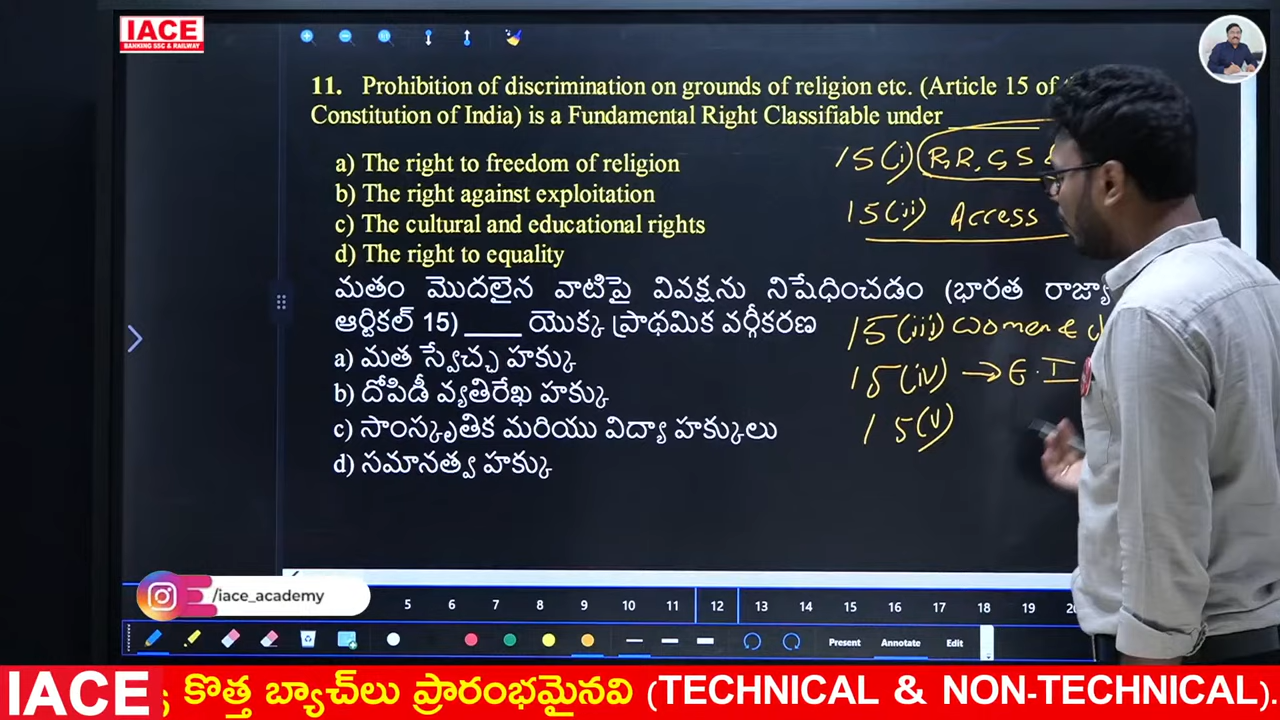 IACE
BANKING SSC & RAILWAY
11. Prohibition of discrimination on grounds of religion etc. (Article 15 of
Constitution of India) is a Fundamental Right Classifiable under ________
a) The right to freedom of religion
b) The right against exploitation
c) The cultural and educational rights
d) The right to equality
15(i) R, R, C, S
15(ii) Access
మతం మొదలైన వాటిపై వివక్షను నిషేధించడం (భారత రాజ్యా
ఆర్టికల్ 15) ____ యొక్క ప్రాథమిక వర్గీకరణ
a) మత స్వేచ్ఛ హక్కు
b) దోపిడీ వ్యతిరేఖ హక్కు
c) సాంస్కృతిక మరియు విద్యా హక్కులు
d) సమానత్వ హక్కు
15(iii) women &
15(iv) → E.I
15(v)
/iace_academy
5 6 7 8 9 10 11 12 13 14 15 16 17 18 19
Present Annotate Edit
IACE కొత్త బ్యాచ్‌లు ప్రారంభమైనవి (TECHNICAL & NON-TECHNICAL).